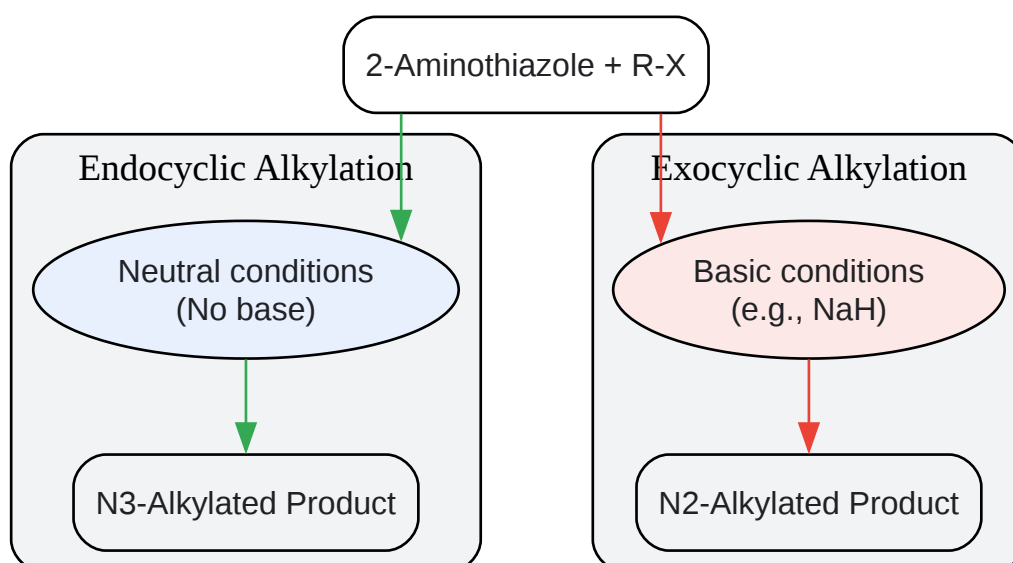 2-Aminothiazole + R-X
Endocyclic Alkylation
Neutral conditions
(No base)
N3-Alkylated Product
Exocyclic Alkylation
Basic conditions
(e.g., NaH)
N2-Alkylated Product